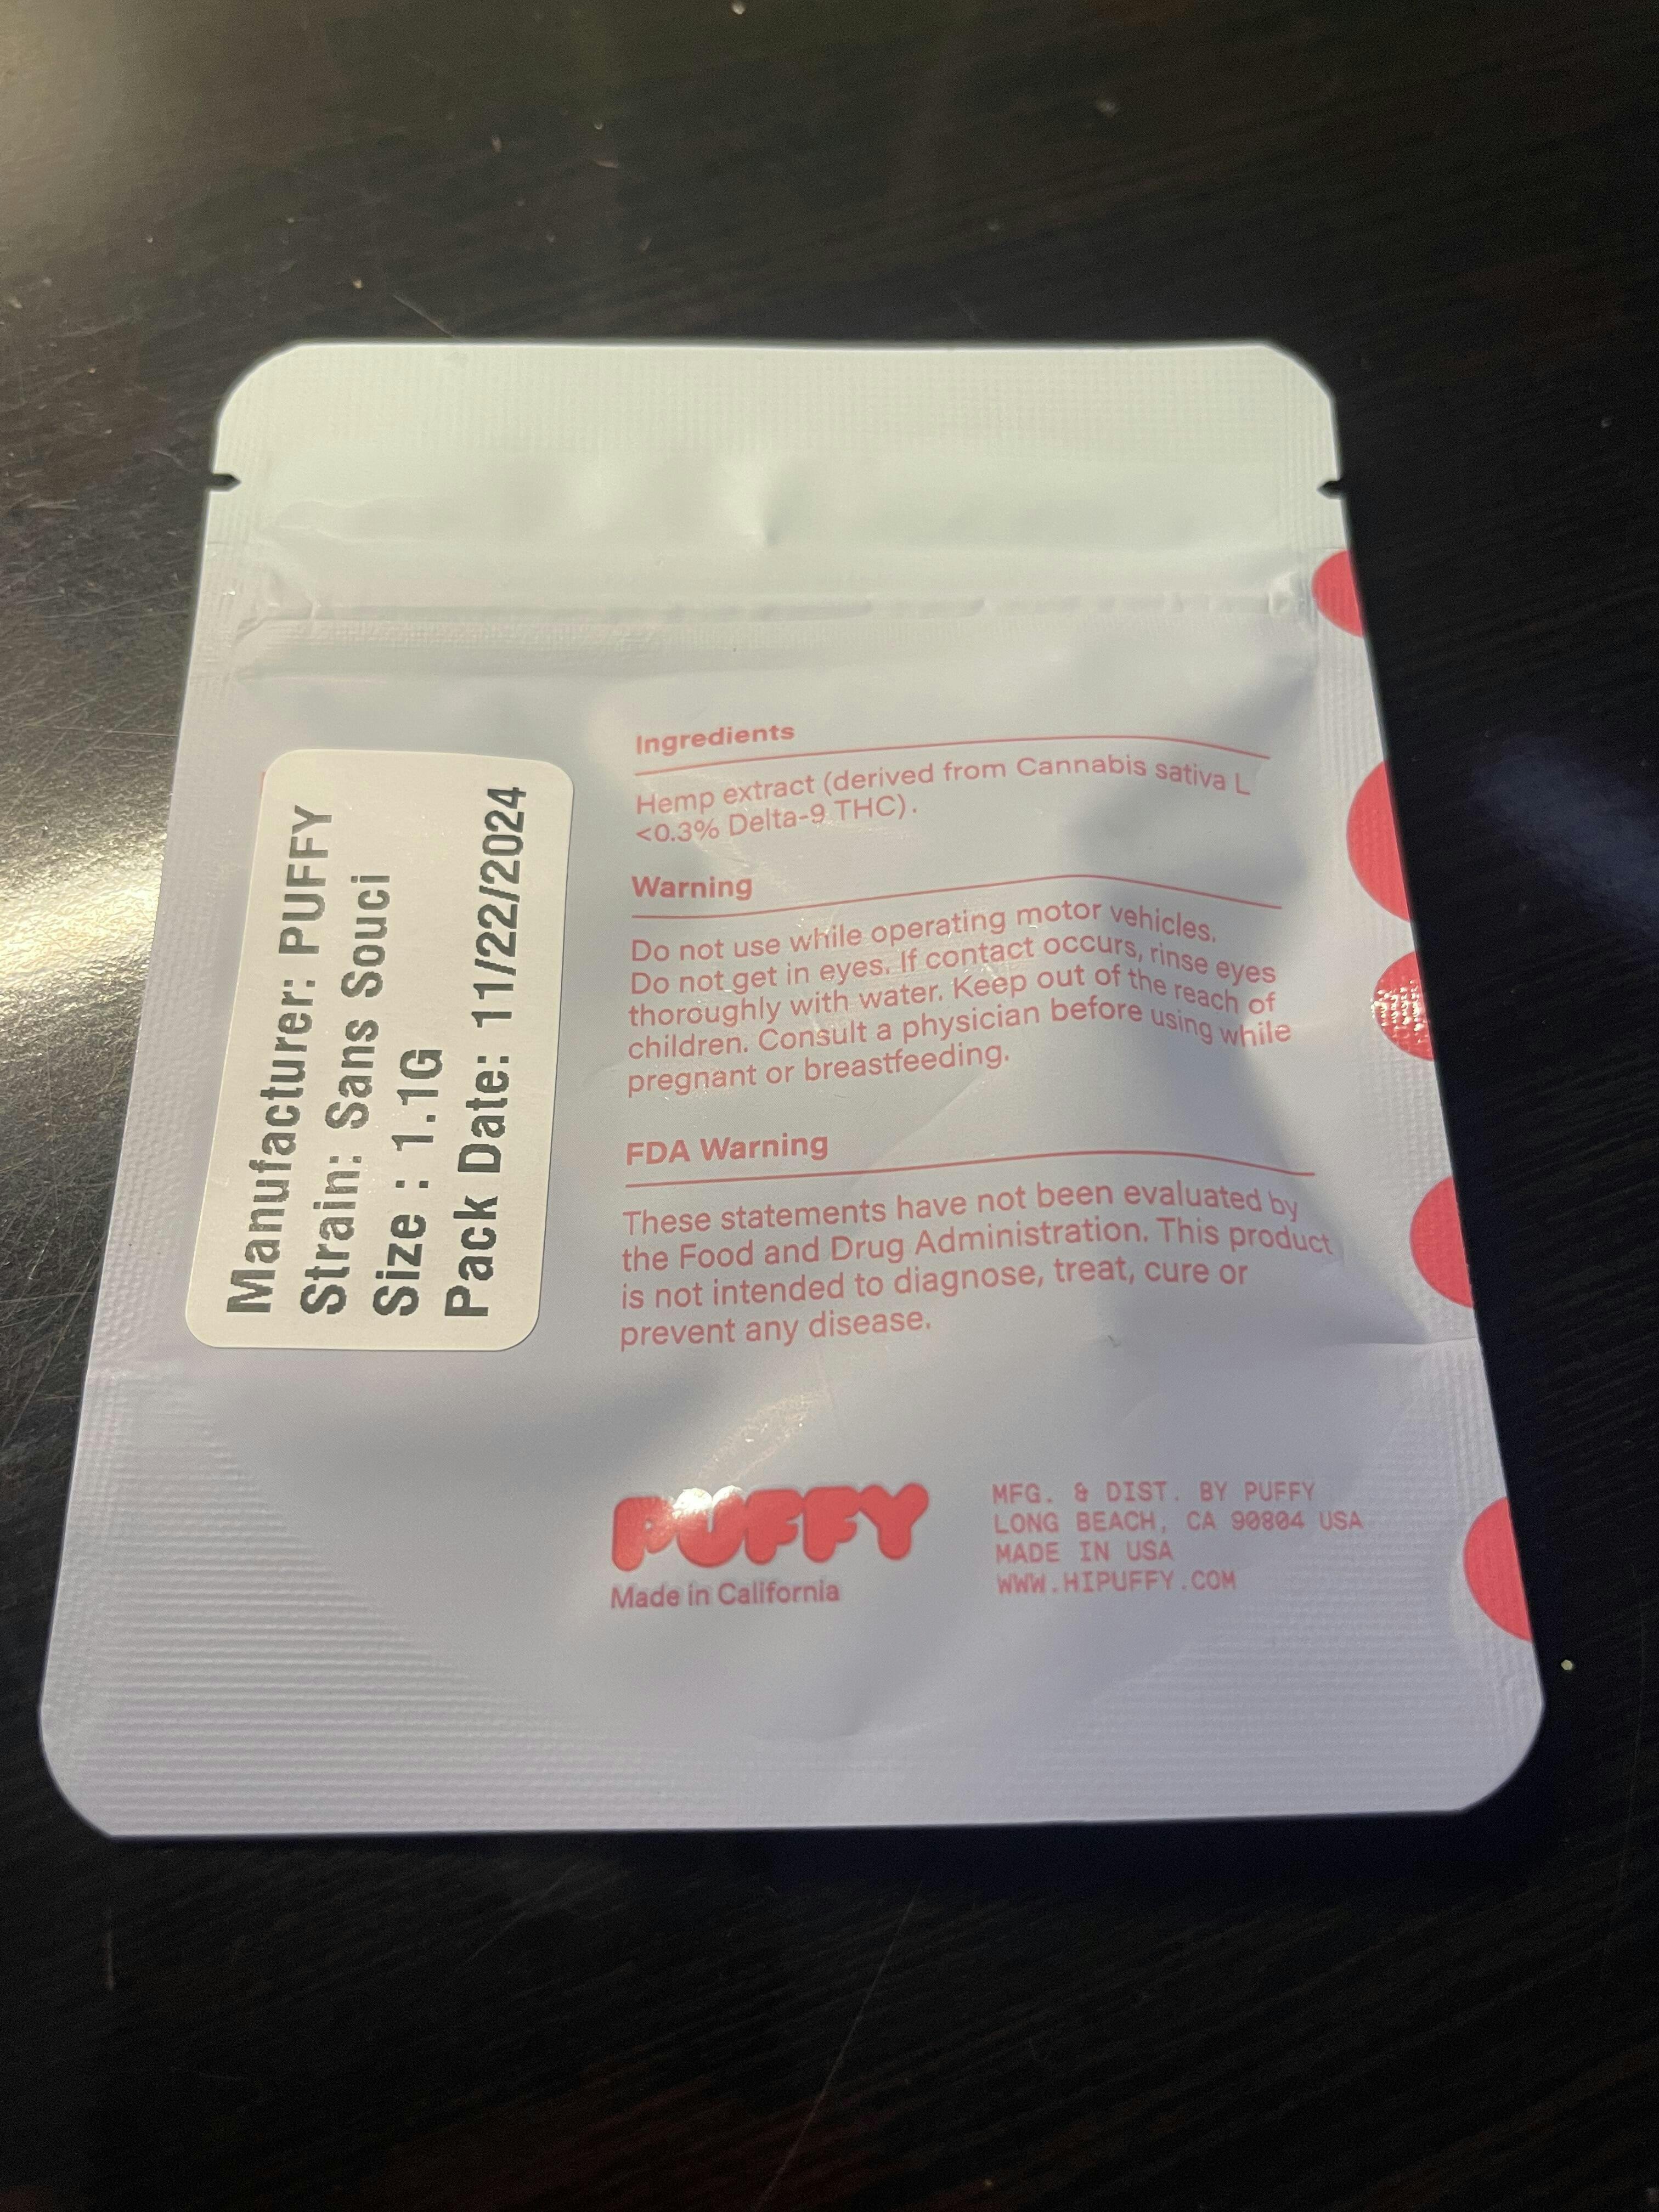 Manufacturer: PUFFY
Strain: Sans Souci
Size : 1.1G
Pack Date: 11/22/2024
Ingredients
Hemp extract (derived from Cannabis sativa L
<0.3% Delta-9 THC).
Warning
Do not use while operating motor vehicles.
Do not get in eyes. If contact occurs, rinse eyes
thoroughly with water. Keep out of the reach of
children. Consult a physician before using while
pregnant or breastfeeding.
FDA Warning
These statements have not been evaluated by
the Food and Drug Administration. This product
is not intended to diagnose, treat, cure or
prevent any disease.
PUFFY
Made in California
MFG. & DIST. BY PUFFY
LONG BEACH, CA 90804 USA
MADE IN USA
WWW.HIPUFFY.COM